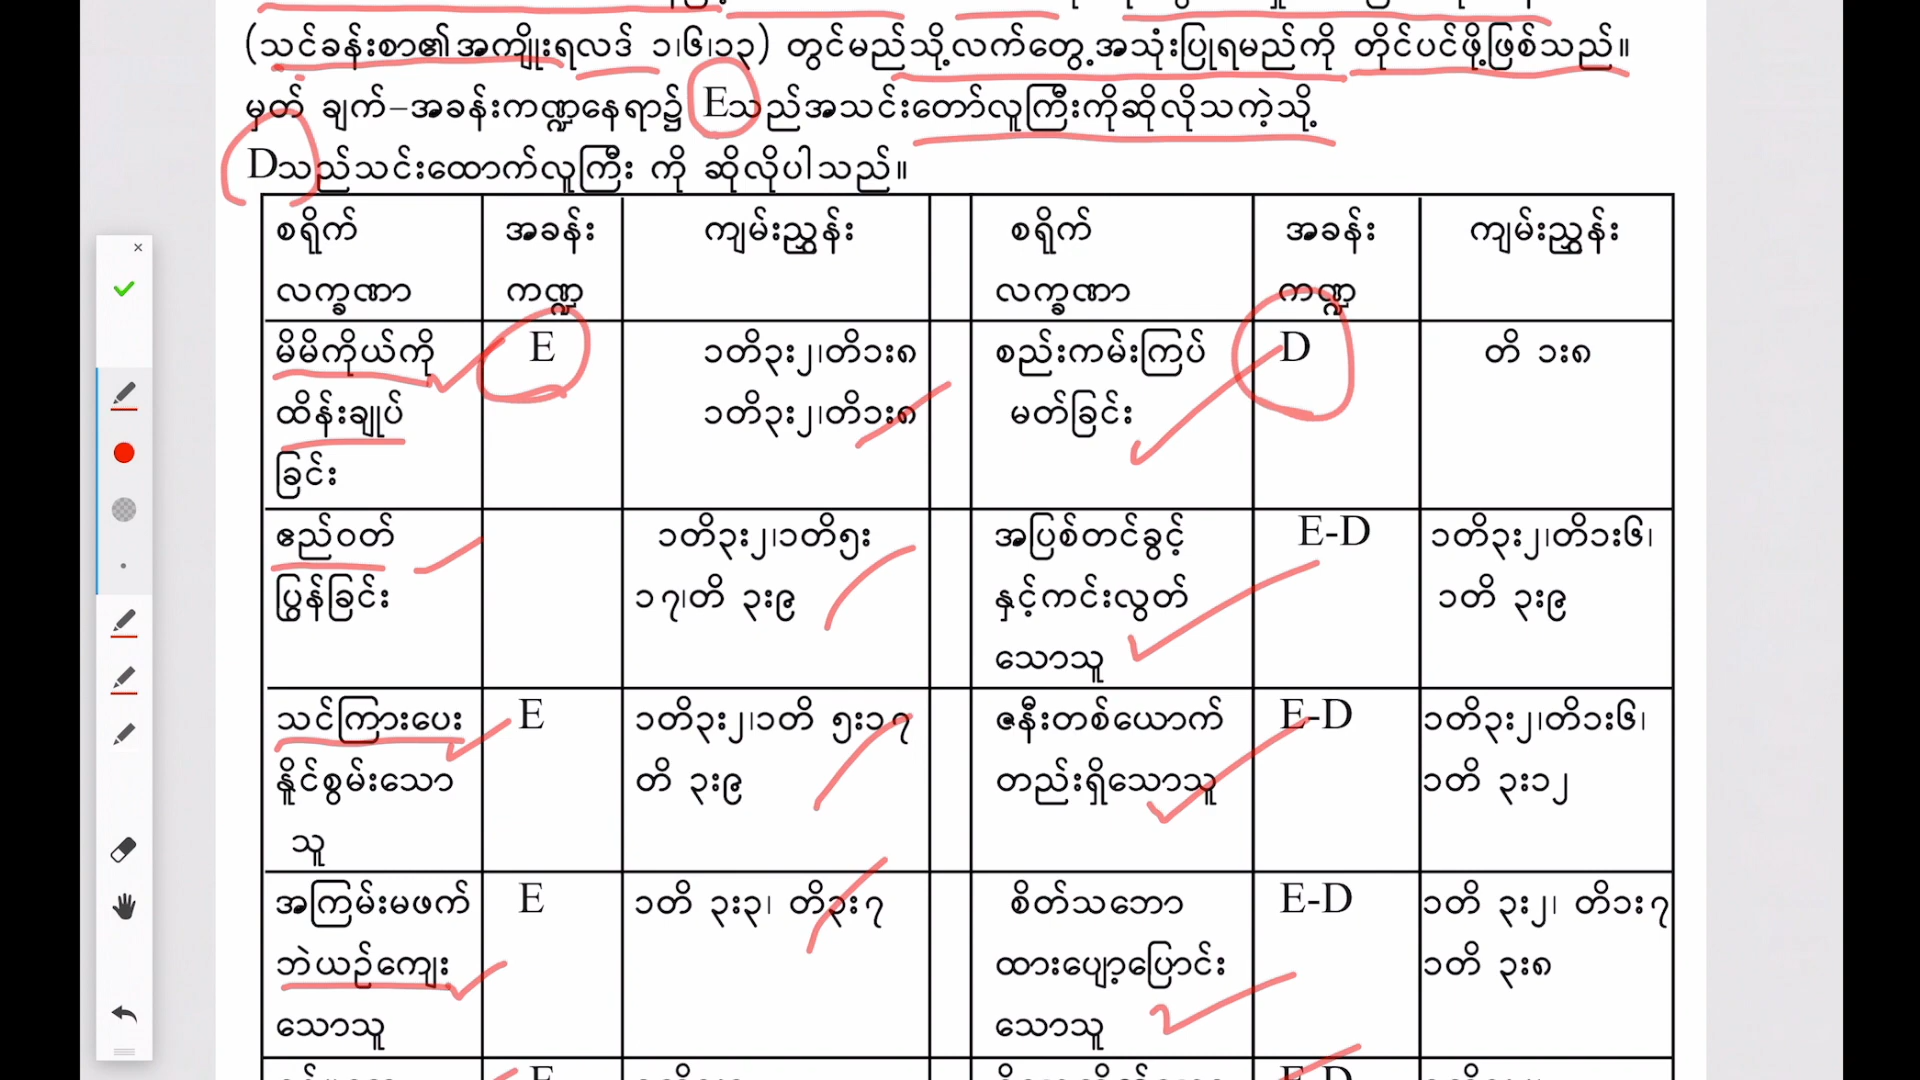 (သင်ခန်းစာ၏အကျိုးရလဒ် ၁၊၆၊၁၃) တွင်မည်သို့လက်တွေ့အသုံးပြုရမည်ကို တိုင်ပင်ဖို့ဖြစ်သည်။
မှတ် ချက်–အခန်းကဏ္ဍနေရာ၌ Eသည်အသင်းတော်လူကြီးကိုဆိုလိုသကဲ့သို့
Dသည်သင်းထောက်လူကြီး ကို ဆိုလိုပါသည်။
စရိုက် အခန်း ကျမ်းညွှန်း စရိုက် အခန်း ကျမ်းညွှန်း
လက္ခဏာ ကဏ္ဍ လက္ခဏာ ကဏ္ဍ
မိမိကိုယ်ကို E ၁တိ၃း၂၊တိ၁း၈ စည်းကမ်းကြပ် D တိ ၁း၈
ထိန်းချုပ် ၁တိ၃း၂၊တိ၁း၈ မတ်ခြင်း
ခြင်း
ဧည်ဝတ် ၁တိ၃း၂၊၁တိ၅း အပြစ်တင်ခွင့် E-D ၁တိ၃း၂၊တိ၁း၆၊
ပြွန်ခြင်း ၁၇၊တိ ၃း၉ နှင့်ကင်းလွတ် ၁တိ ၃း၉
သောသူ
သင်ကြားပေး E ၁တိ၃း၂၊၁တိ ၅း၁၇ ဇနီးတစ်ယောက် E-D ၁တိ၃း၂၊တိ၁း၆၊
နိူင်စွမ်းသော တိ ၃း၉ တည်းရှိသောသူ ၁တိ ၃း၁၂
သူ
အကြမ်းမဖက် E ၁တိ ၃း၃၊ တိ၃း၇ စိတ်သဘော E-D ၁တိ ၃း၂၊ တိ၁း၇
ဘဲယဉ်ကျေး ထားပျော့ပြောင်း ၁တိ ၃း၈
သောသူ သောသူ
E E-D